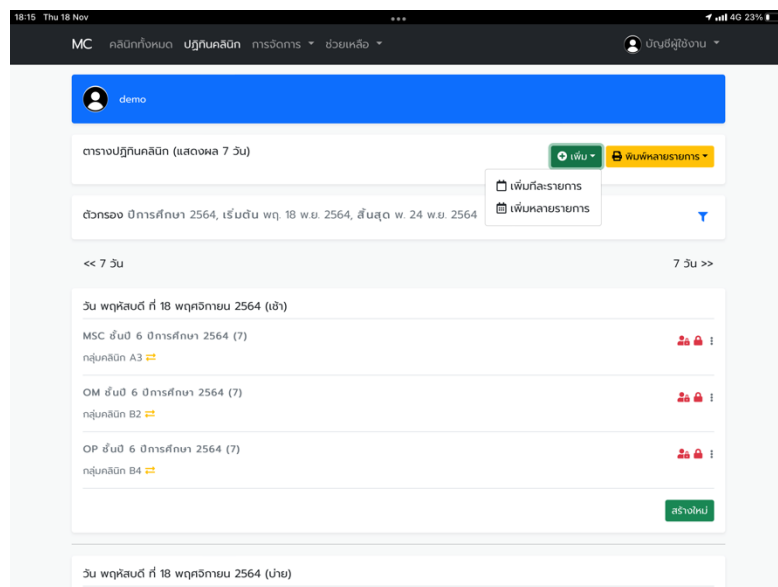 18:15 Thu 18 Nov
4G 23%
MC คลินิกทั้งหมด ปฏิทินคลินิก การจัดการ ช่วยเหลือ บัญชีผู้ใช้งาน
demo
ตารางปฏิทินคลินิก (แสดงผล 7 วัน)
เพิ่ม พิมพ์หลายรายการ
เพิ่มทีละรายการ
เพิ่มหลายรายการ
ตัวกรอง ปีการศึกษา 2564, เริ่มต้น พฤ. 18 พ.ย. 2564, สิ้นสุด พ. 24 พ.ย. 2564
<< 7 วัน 7 วัน >>
วัน พฤหัสบดี ที่ 18 พฤศจิกายน 2564 (เช้า)
MSC ชั้นปี 6 ปีการศึกษา 2564 (7)
กลุ่มคลินิก A3
OM ชั้นปี 6 ปีการศึกษา 2564 (7)
กลุ่มคลินิก B2
OP ชั้นปี 6 ปีการศึกษา 2564 (7)
กลุ่มคลินิก B4
สร้างใหม่
วัน พฤหัสบดี ที่ 18 พฤศจิกายน 2564 (บ่าย)